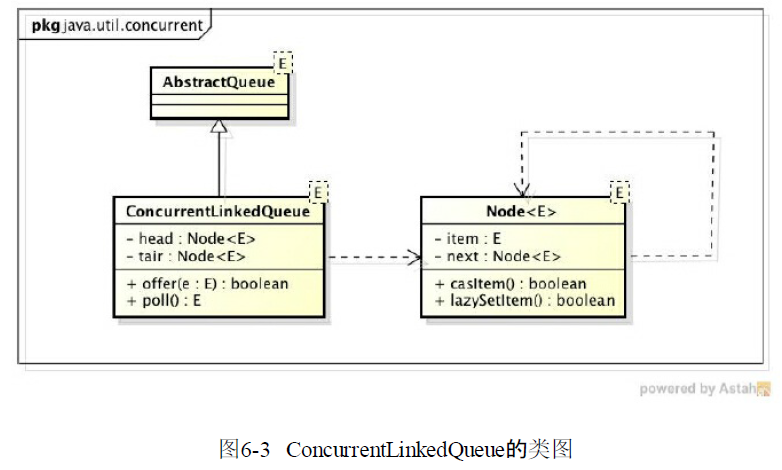 pkg java.util.concurrent
E
AbstractQueue
E
ConcurrentLinkedQueue
- head : Node<E>
- tair : Node<E>
+ offer(e : E) : boolean
+ poll() : E
E
Node<E>
- item : E
- next : Node<E>
+ casItem() : boolean
+ lazySetItem() : boolean
powered by Astah
图6-3 ConcurrentLinkedQueue的类图